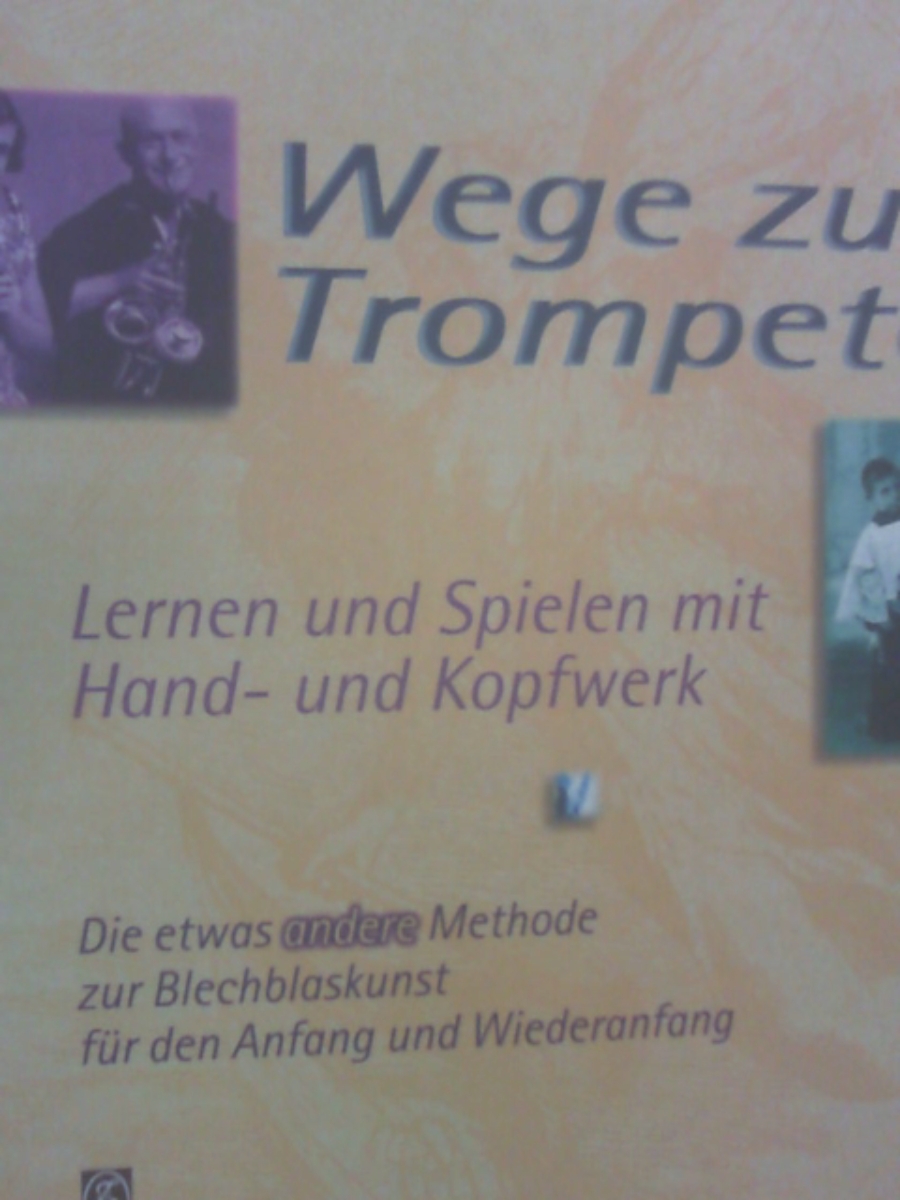 Wege zu
Trompet
Lernen und Spielen mit
Hand- und Kopfwerk
Die etwas andere Methode
zur Blechblaskunst
für den Anfang und Wiederanfang